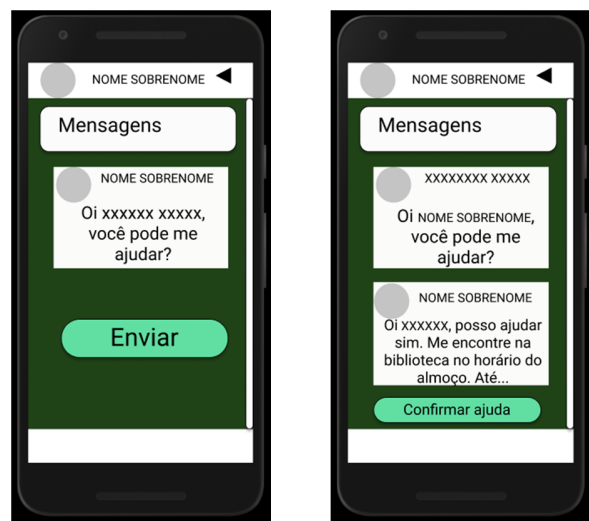 NOME SOBRENOME
Mensagens
NOME SOBRENOME
Oi xxxxxx xxxxx,
você pode me
ajudar?
Enviar
NOME SOBRENOME
Mensagens
XXXXXXXX XXXXX
Oi NOME SOBRENOME,
você pode me
ajudar?
NOME SOBRENOME
Oi xxxxxx, posso ajudar
sim. Me encontre na
biblioteca no horário do
almoço. Até...
Confirmar ajuda